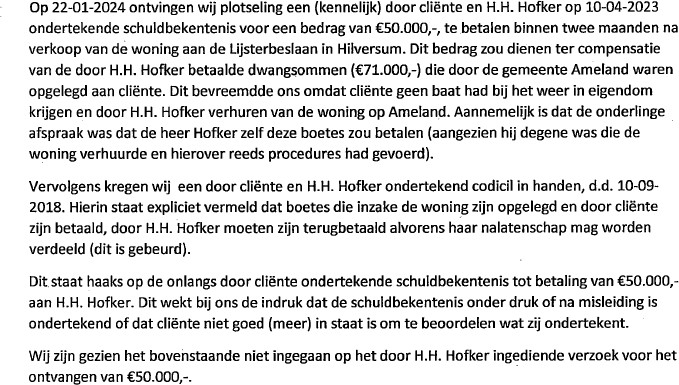 Op 22-01-2024 ontvingen wij plotseling een (kennelijk) door cliënte en H.H. Hofker op 10-04-2023
ondertekende schuldbekentenis voor een bedrag van €50.000,-, te betalen binnen twee maanden na
verkoop van de woning aan de Lijsterbeslaan in Hilversum. Dit bedrag zou dienen ter compensatie
van de door H.H. Hofker betaalde dwangsommen (€71.000,-) die door de gemeente Ameland waren
opgelegd aan cliënte. Dit bevreemdde ons omdat cliënte geen baat had bij het weer in eigendom
krijgen en door H.H. Hofker verhuren van de woning op Ameland. Aannemelijk is dat de onderlinge
afspraak was dat de heer Hofker zelf deze boetes zou betalen (aangezien hij degene was die de
woning verhuurde en hierover reeds procedures had gevoerd).
Vervolgens kregen wij een door cliënte en H.H. Hofker ondertekend codicil in handen, d.d. 10-09-
2018. Hierin staat expliciet vermeld dat boetes die inzake de woning zijn opgelegd en door cliënte
zijn betaald, door H.H. Hofker moeten zijn terugbetaald alvorens haar nalatenschap mag worden
verdeeld (dit is gebeurd).
Dit staat haaks op de onlangs door cliënte ondertekende schuldbekentenis tot betaling van €50.000,-
aan H.H. Hofker. Dit wekt bij ons de indruk dat de schuldbekentenis onder druk of na misleiding is
ondertekend of dat cliënte niet goed (meer) in staat is om te beoordelen wat zij ondertekent.
Wij zijn gezien het bovenstaande niet ingegaan op het door H.H. Hofker ingediende verzoek voor het
ontvangen van €50.000,-.